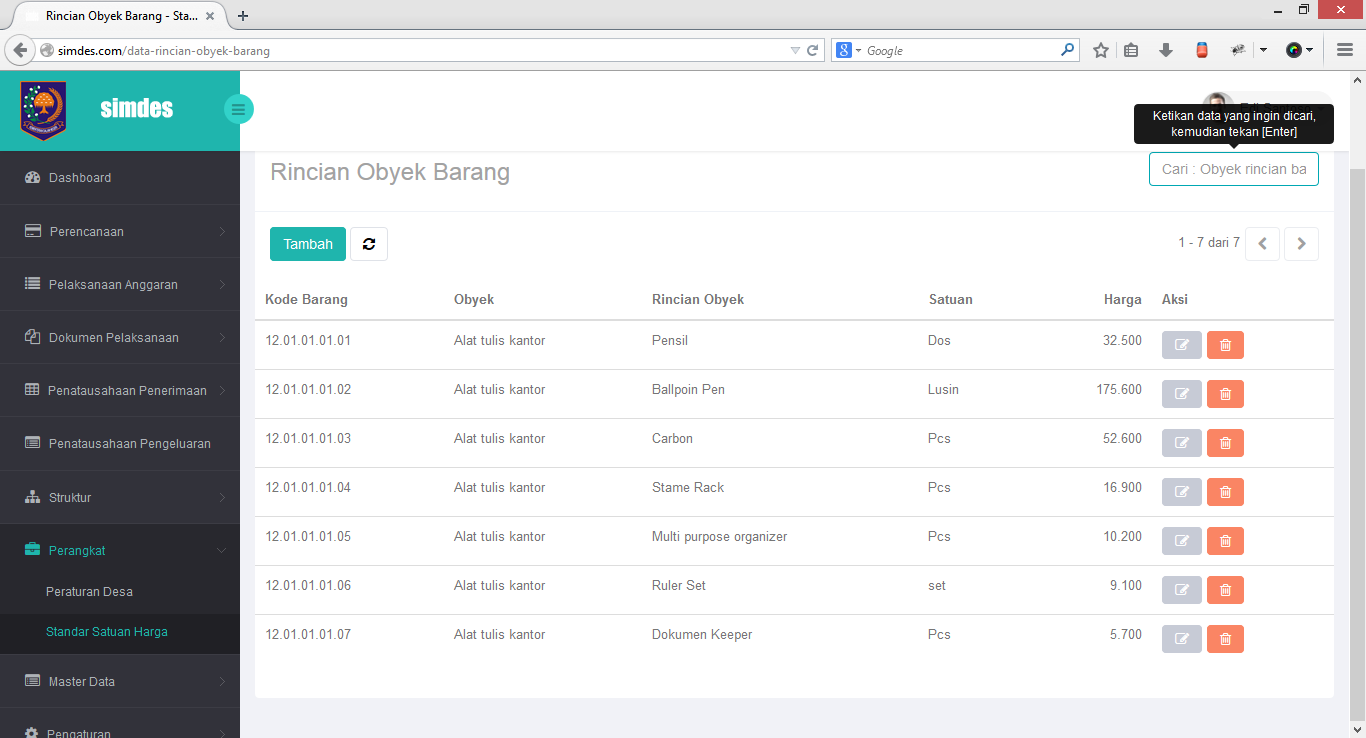 Rincian Obyek Barang - Sta...
simdes.com/data-rincian-obyek-barang
Google
simdes
Ketikan data yang ingin dicari,
kemudian tekan [Enter]
Dashboard
Perencanaan
Pelaksanaan Anggaran
Dokumen Pelaksanaan
Penatausahaan Penerimaan
Penatausahaan Pengeluaran
Struktur
Perangkat
Peraturan Desa
Standar Satuan Harga
Master Data
Pengaturan
Rincian Obyek Barang
Cari : Obyek rincian ba
Tambah
1 - 7 dari 7
Kode Barang Obyek Rincian Obyek Satuan Harga Aksi
12.01.01.01.01 Alat tulis kantor Pensil Dos 32.500
12.01.01.01.02 Alat tulis kantor Ballpoin Pen Lusin 175.600
12.01.01.01.03 Alat tulis kantor Carbon Pcs 52.600
12.01.01.01.04 Alat tulis kantor Stame Rack Pcs 16.900
12.01.01.01.05 Alat tulis kantor Multi purpose organizer Pcs 10.200
12.01.01.01.06 Alat tulis kantor Ruler Set set 9.100
12.01.01.01.07 Alat tulis kantor Dokumen Keeper Pcs 5.700